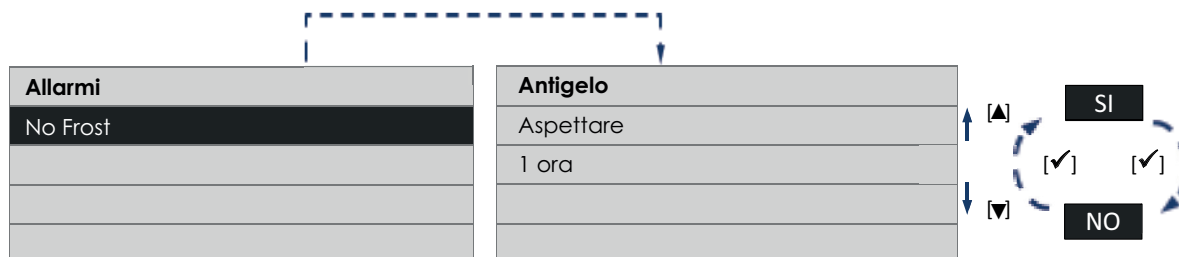 Allarmi
No Frost
Antigelo
Aspettare
1 ora
[▲]
[▼]
SI
[✓] [✓]
NO